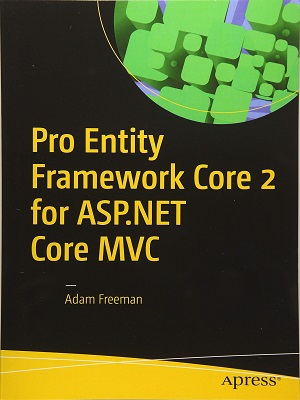 Pro Entity
Framework Core 2
for ASP.NET
Core MVC
Adam Freeman
Apress®